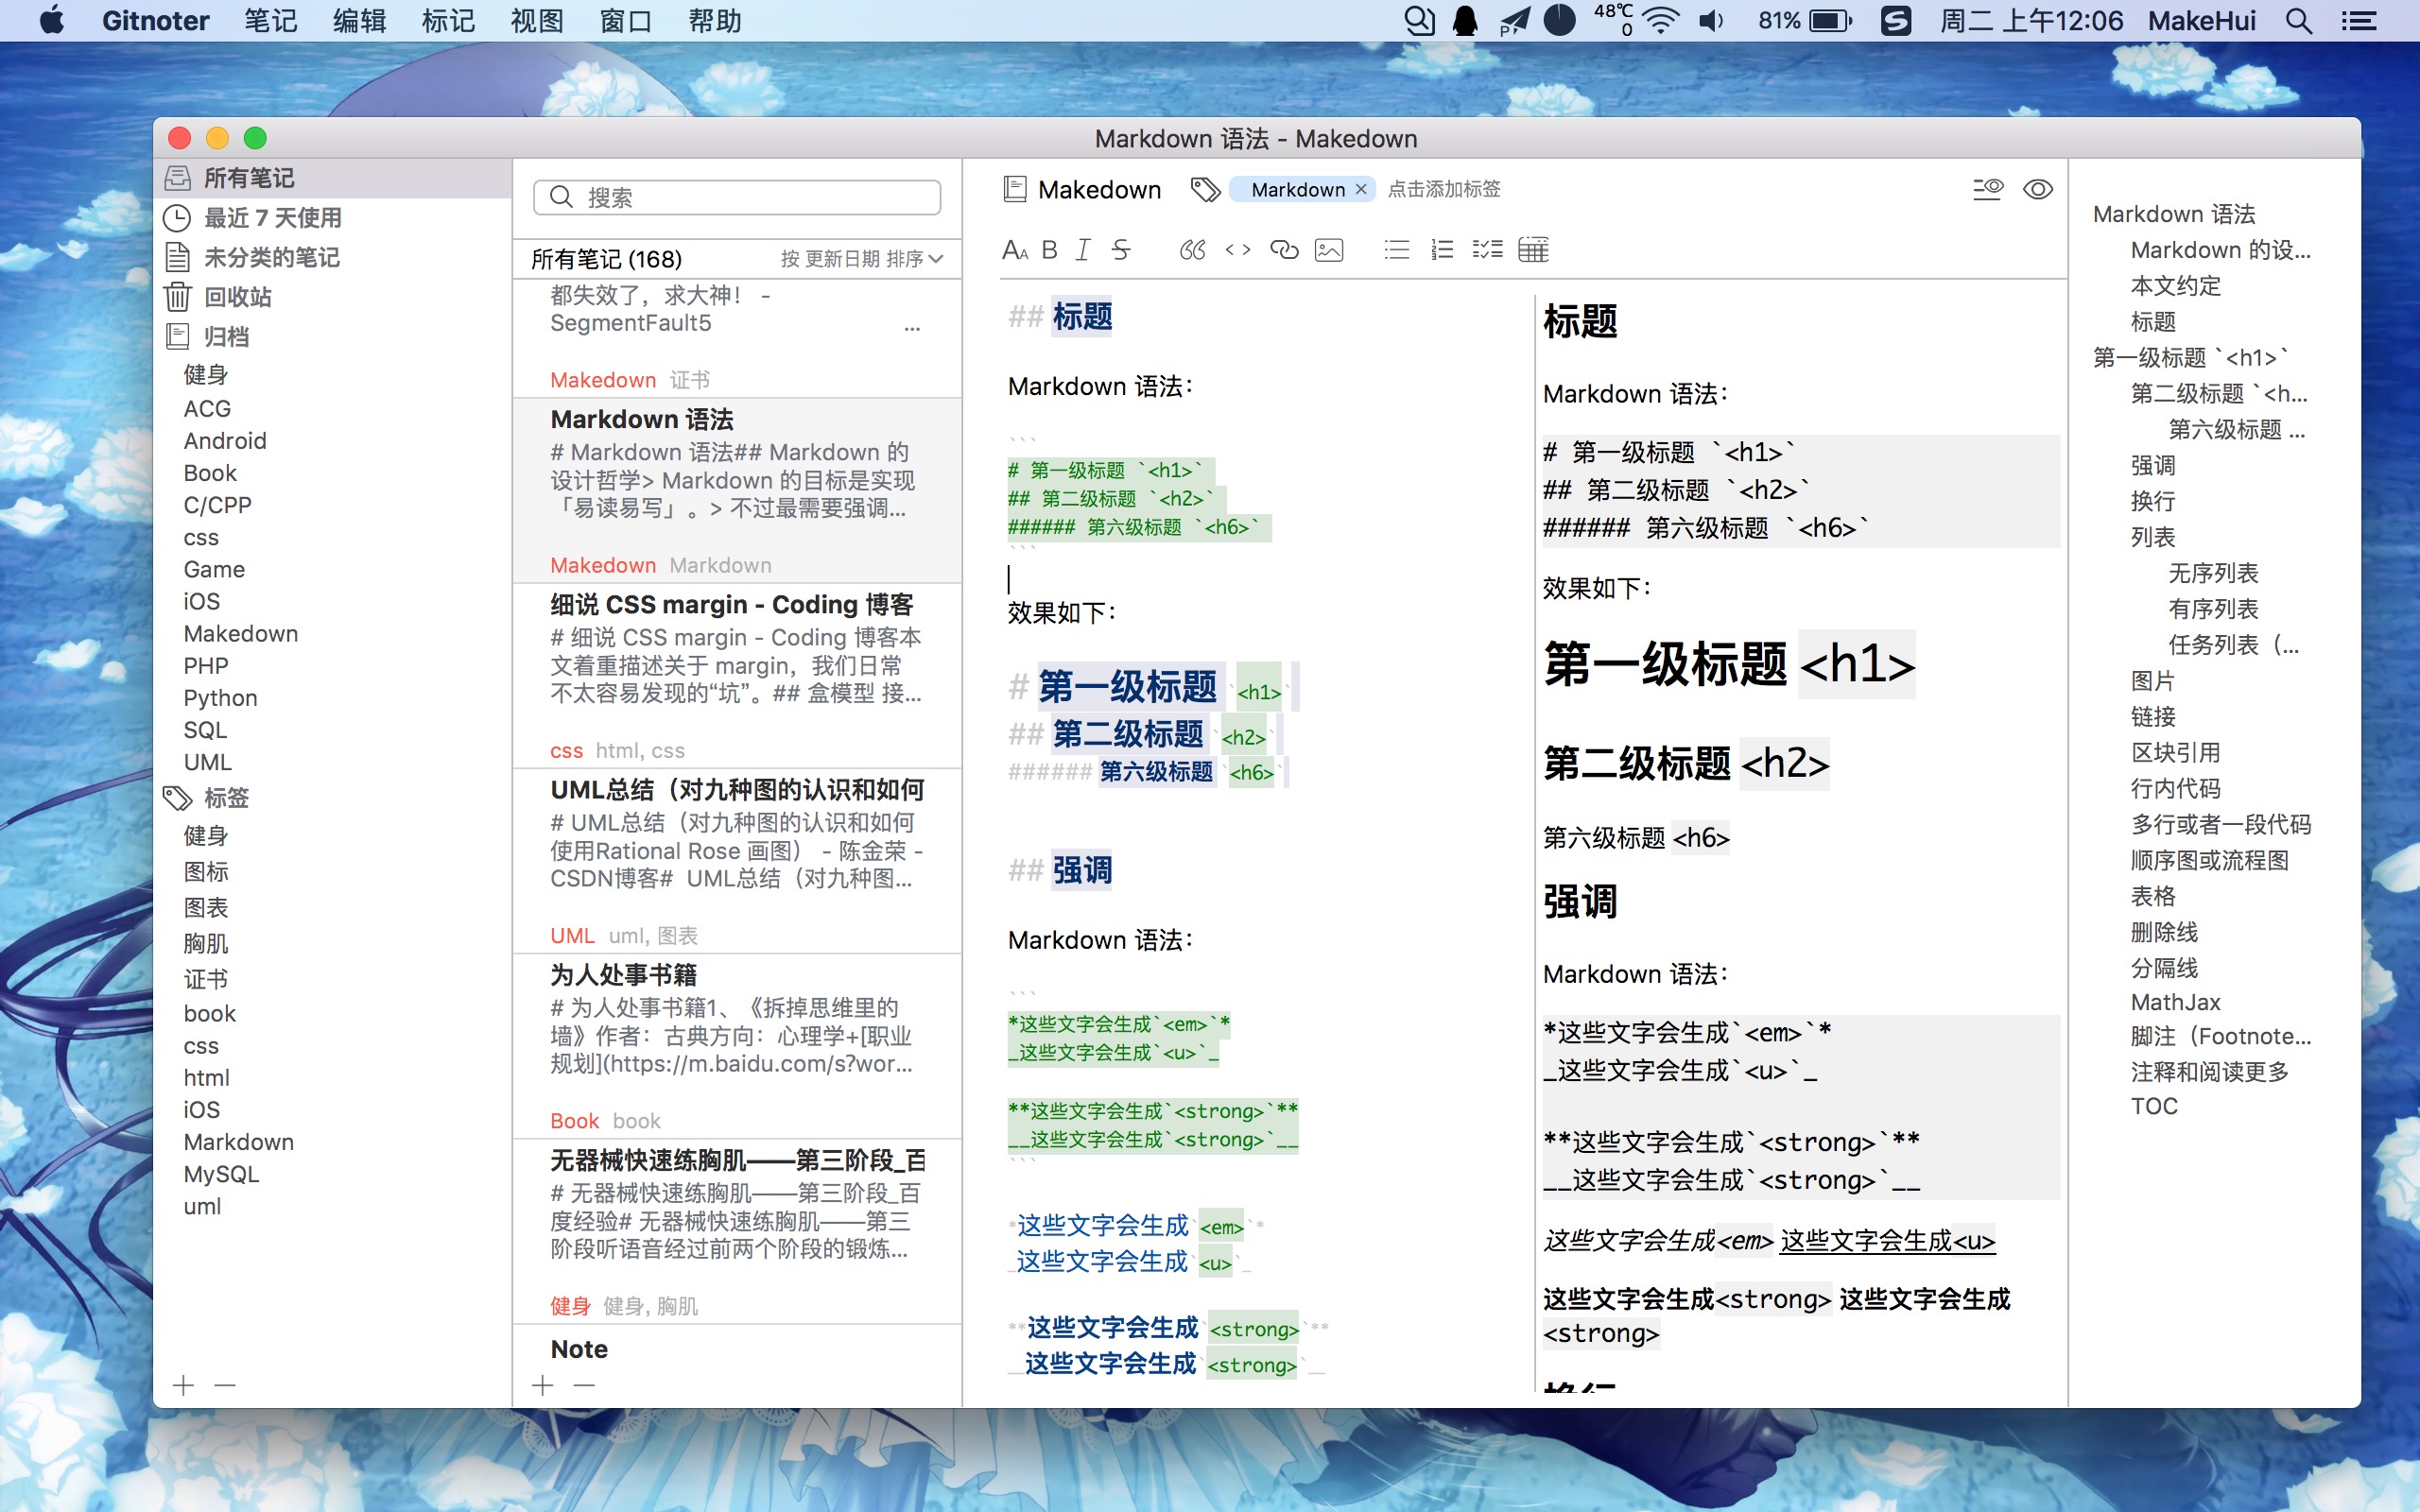 Gitnoter 笔记 编辑 标记 视图 窗口 帮助
48℃
0
81%
周二 上午12:06 MakeHui
Markdown 语法 - Makedown
所有笔记
最近 7 天使用
未分类的笔记
回收站
归档
健身
ACG
Android
Book
C/CPP
css
Game
iOS
Makedown
PHP
Python
SQL
UML
标签
健身
图标
图表
胸肌
证书
book
css
html
iOS
Markdown
MySQL
uml
搜索
所有笔记 (168) 按 更新日期 排序
都失效了，求大神！ -
SegmentFault5 ...
Makedown 证书
Markdown 语法
# Markdown 语法## Markdown 的
设计哲学> Markdown 的目标是实现
「易读易写」。> 不过最需要强调...
Makedown Markdown
细说 CSS margin - Coding 博客
# 细说 CSS margin - Coding 博客本
文着重描述关于 margin，我们日常
不太容易发现的“坑”。## 盒模型 接...
css html, css
UML总结（对九种图的认识和如何
# UML总结（对九种图的认识和如何
使用Rational Rose 画图） - 陈金荣 -
CSDN博客# UML总结（对九种图...
UML uml, 图表
为人处事书籍
# 为人处事书籍1、《拆掉思维里的
墙》作者：古典方向：心理学+[职业
规划](https://m.baidu.com/s?wor...
Book book
无器械快速练胸肌——第三阶段_百
# 无器械快速练胸肌——第三阶段_百
度经验# 无器械快速练胸肌——第三
阶段听语音经过前两个阶段的锻炼...
健身 健身, 胸肌
Note
Makedown Markdown × 点击添加标签
## 标题
Markdown 语法：
```
# 第一级标题 `<h1>`
## 第二级标题 `<h2>`
###### 第六级标题 `<h6>`
```
效果如下：
# 第一级标题 `<h1>`
## 第二级标题 `<h2>`
###### 第六级标题 `<h6>`
## 强调
Markdown 语法：
```
*这些文字会生成`<em>`*
_这些文字会生成`<u>`_
**这些文字会生成`<strong>`**
__这些文字会生成`<strong>`__
```
*这些文字会生成`<em>`*
_这些文字会生成`<u>`_
**这些文字会生成`<strong>`**
__这些文字会生成`<strong>`__
标题
Markdown 语法：
# 第一级标题 `<h1>`
## 第二级标题 `<h2>`
###### 第六级标题 `<h6>`
效果如下：
第一级标题 <h1>
第二级标题 <h2>
第六级标题 <h6>
强调
Markdown 语法：
*这些文字会生成`<em>`*
_这些文字会生成`<u>`_
**这些文字会生成`<strong>`**
__这些文字会生成`<strong>`__
这些文字会生成<em> 这些文字会生成<u>
这些文字会生成<strong> 这些文字会生成
<strong>
换行
Markdown 语法
Markdown 的设...
本文约定
标题
第一级标题 `<h1>`
第二级标题 `<h...
第六级标题 ...
强调
换行
列表
无序列表
有序列表
任务列表（...
图片
链接
区块引用
行内代码
多行或者一段代码
顺序图或流程图
表格
删除线
分隔线
MathJax
脚注（Footnote...
注释和阅读更多
TOC